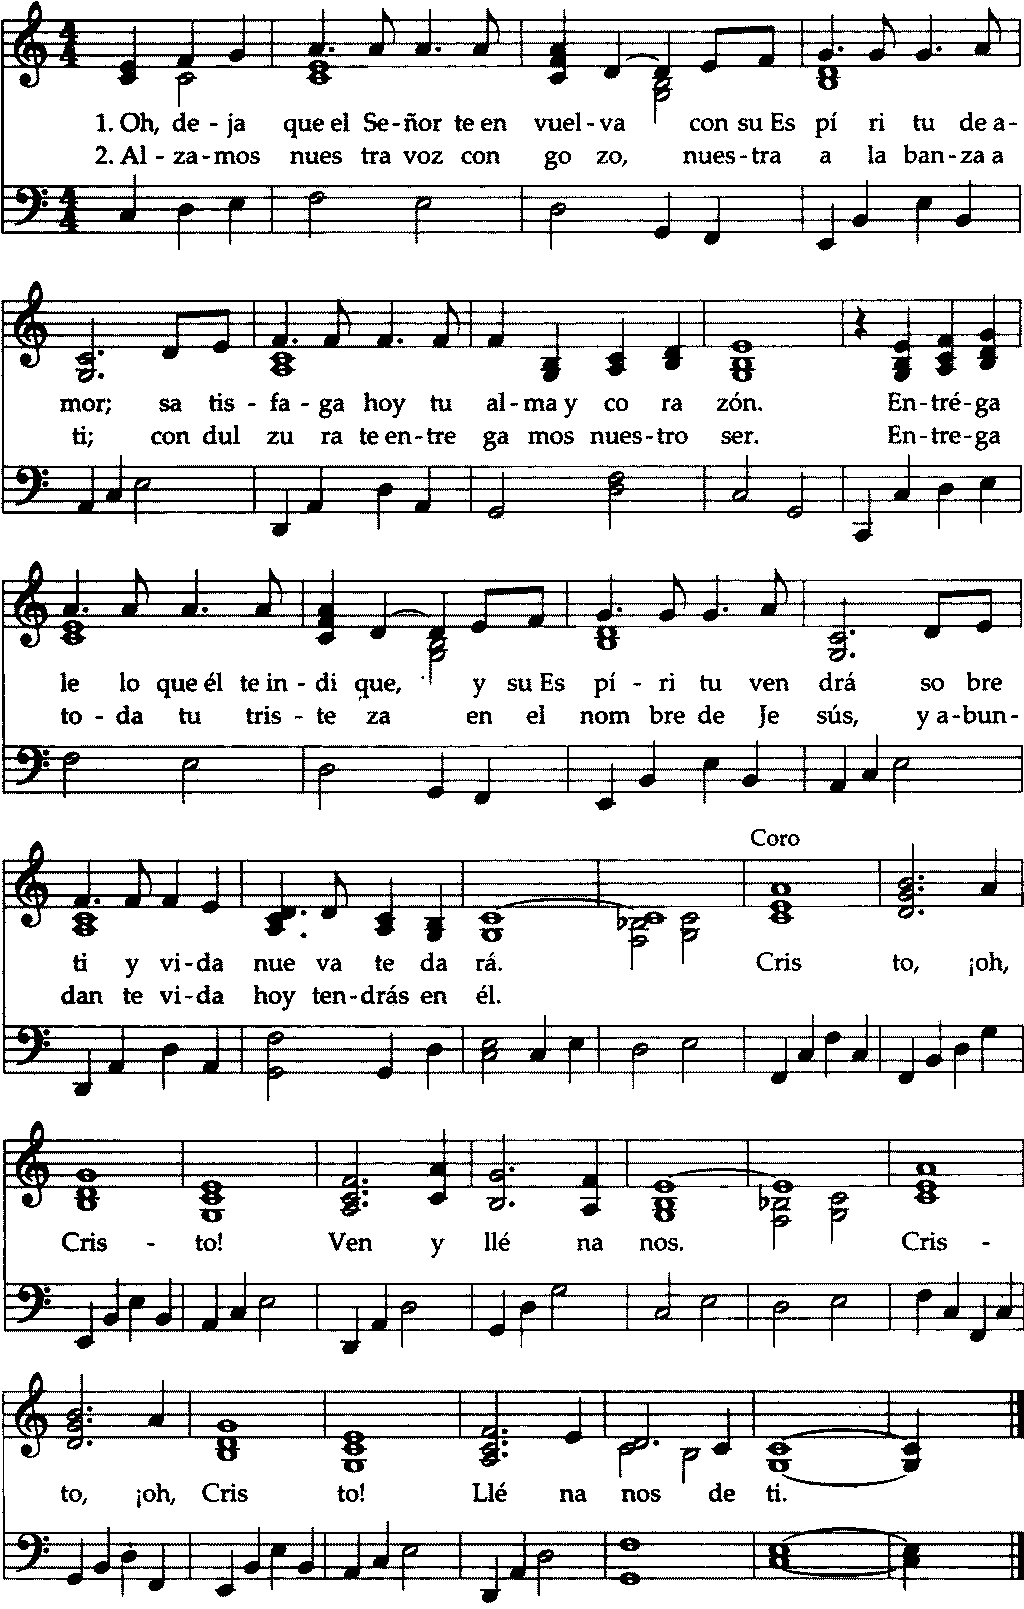 1. Oh, de - ja que el Se-ñor te en vuel-va con su Es pí ri tu de a-
2. Al - za-mos nues tra voz con go zo, nues-tra a la ban-za a
mor; sa tis-fa-ga hoy tu al-ma y co ra zón. En-tré-ga
ti; con dul zu ra te en-tre ga mos nues-tro ser. En-tre-ga
le lo que él te in-di que, y su Es pí-ri tu ven drá so bre
to-da tu tris-te za en el nom bre de Je sús, y a-bun-
Coro
ti y vi-da nue va te da rá. Cris to, ¡oh,
dan te vi-da hoy ten-drás en él.
Cris - to! Ven y llé na nos. Cris -
to, ¡oh, Cris to! Llé na nos de ti.